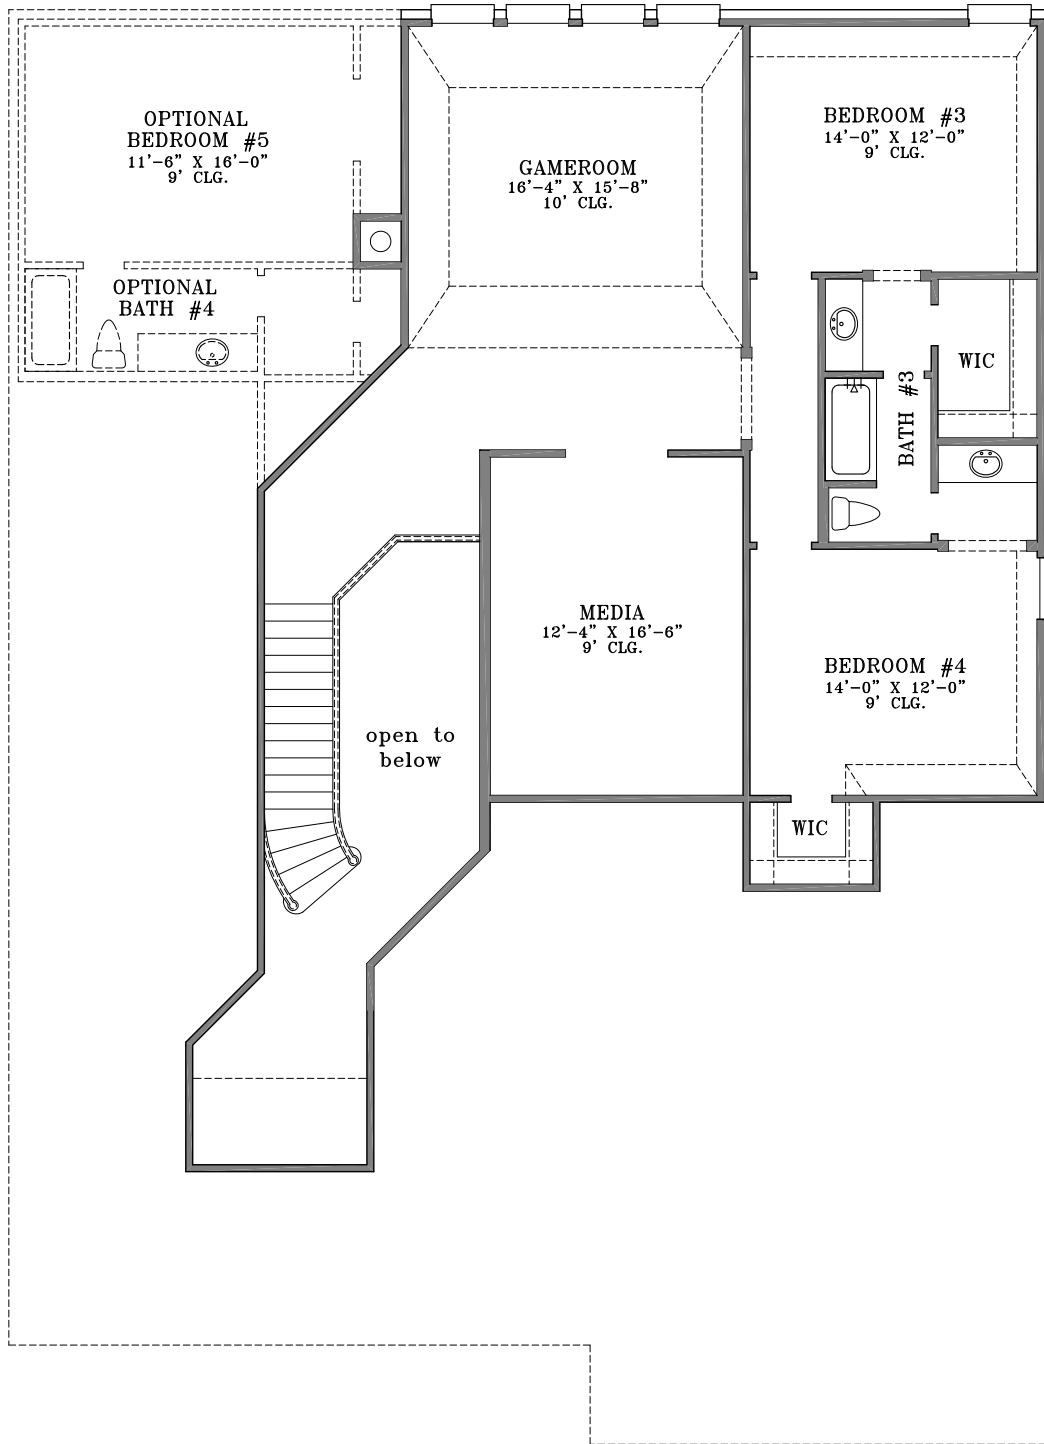 OPTIONAL
BEDROOM #5
11'-6" X 16'-0"
9' CLG.
GAMEROOM
16'-4" X 15'-8"
10' CLG.
BEDROOM #3
14'-0" X 12'-0"
9' CLG.
OPTIONAL
BATH #4
WIC
BATH #3
MEDIA
12'-4" X 16'-6"
9' CLG.
BEDROOM #4
14'-0" X 12'-0"
9' CLG.
open to
below
WIC